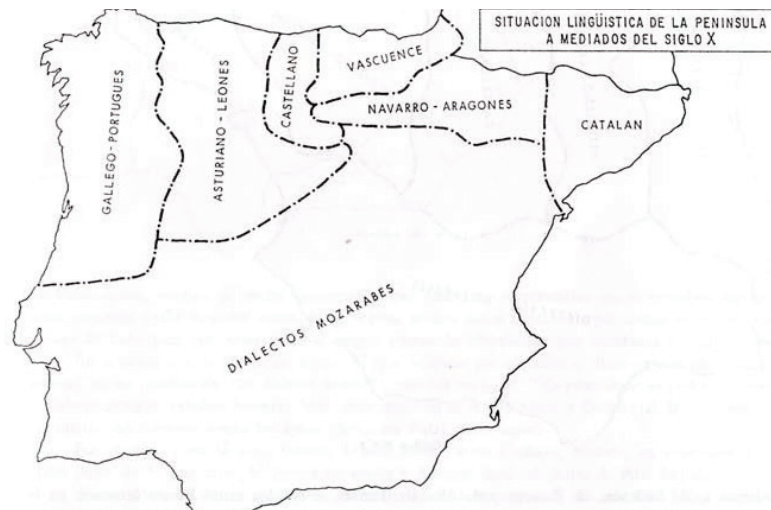 SITUACION LINGÜISTICA DE LA PENINSULA
A MEDIADOS DEL SIGLO X
GALLEGO-PORTUGUES
ASTURIANO-LEONES
CASTELLANO
VASCUENCE
NAVARRO-ARAGONES
CATALAN
DIALECTOS MOZARABES